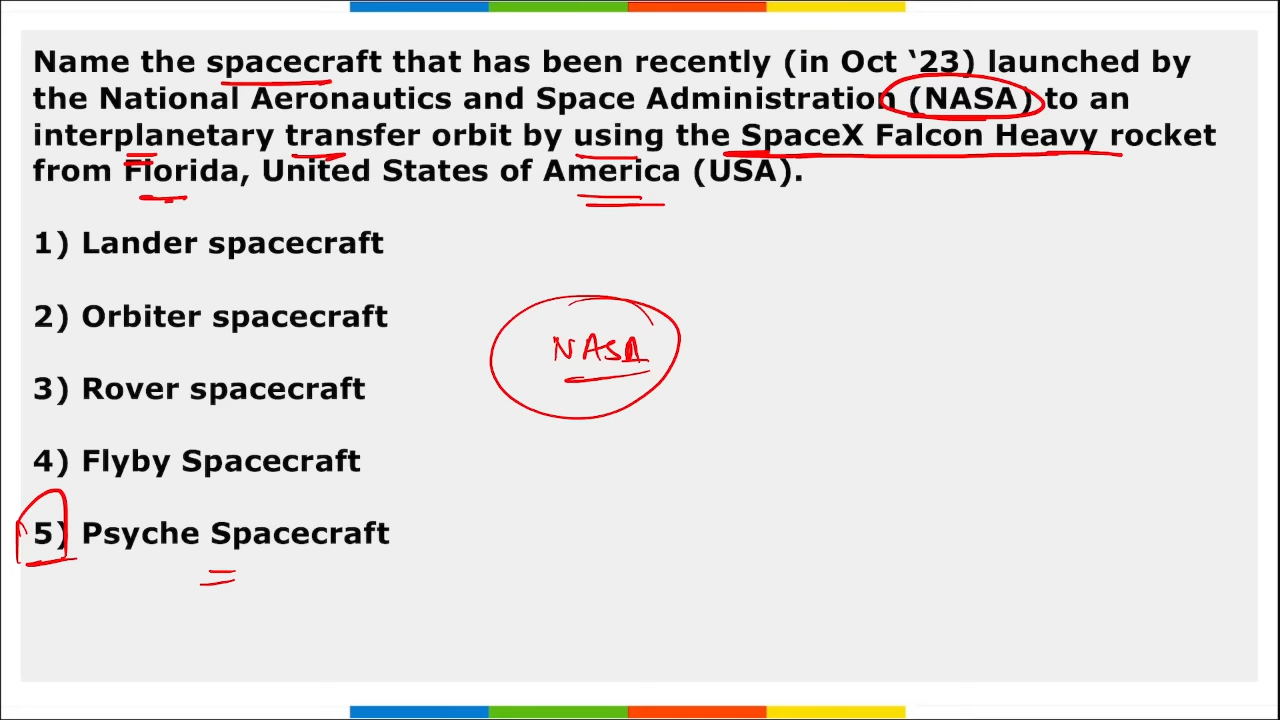 Name the spacecraft that has been recently (in Oct ‘23) launched by
the National Aeronautics and Space Administration (NASA) to an
interplanetary transfer orbit by using the SpaceX Falcon Heavy rocket
from Florida, United States of America (USA).
1) Lander spacecraft
2) Orbiter spacecraft
NASA
3) Rover spacecraft
4) Flyby Spacecraft
5) Psyche Spacecraft